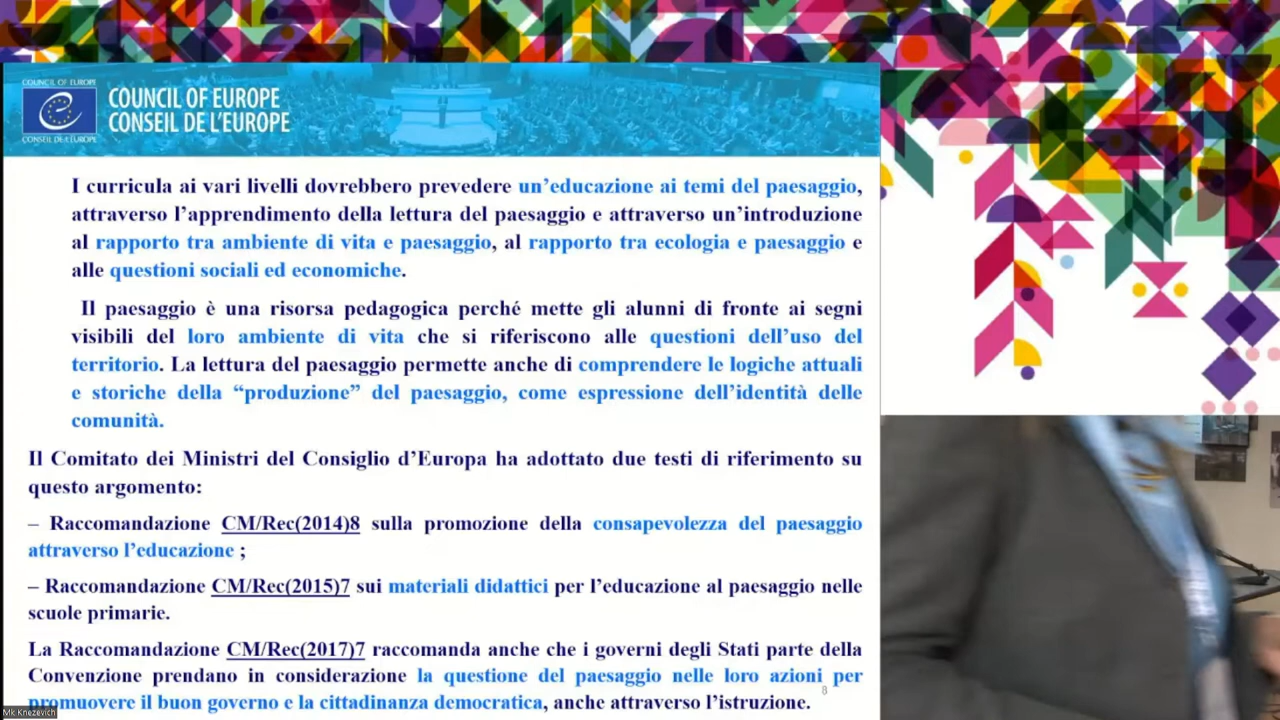 COUNCIL OF EUROPE
COUNCIL OF EUROPE
CONSEIL DE L'EUROPE
CONSEIL DE L'EUROPE
I curricula ai vari livelli dovrebbero prevedere un’educazione ai temi del paesaggio,
attraverso l’apprendimento della lettura del paesaggio e attraverso un’introduzione
al rapporto tra ambiente di vita e paesaggio, al rapporto tra ecologia e paesaggio e
alle questioni sociali ed economiche.
Il paesaggio è una risorsa pedagogica perché mette gli alunni di fronte ai segni
visibili del loro ambiente di vita che si riferiscono alle questioni dell’uso del
territorio. La lettura del paesaggio permette anche di comprendere le logiche attuali
e storiche della “produzione” del paesaggio, come espressione dell’identità delle
comunità.
Il Comitato dei Ministri del Consiglio d’Europa ha adottato due testi di riferimento su
questo argomento:
– Raccomandazione CM/Rec(2014)8 sulla promozione della consapevolezza del paesaggio
attraverso l’educazione ;
– Raccomandazione CM/Rec(2015)7 sui materiali didattici per l’educazione al paesaggio nelle
scuole primarie.
La Raccomandazione CM/Rec(2017)7 raccomanda anche che i governi degli Stati parte della
Convenzione prendano in considerazione la questione del paesaggio nelle loro azioni per
promuovere il buon governo e la cittadinanza democratica, anche attraverso l’istruzione.
8
Mk Knezevich